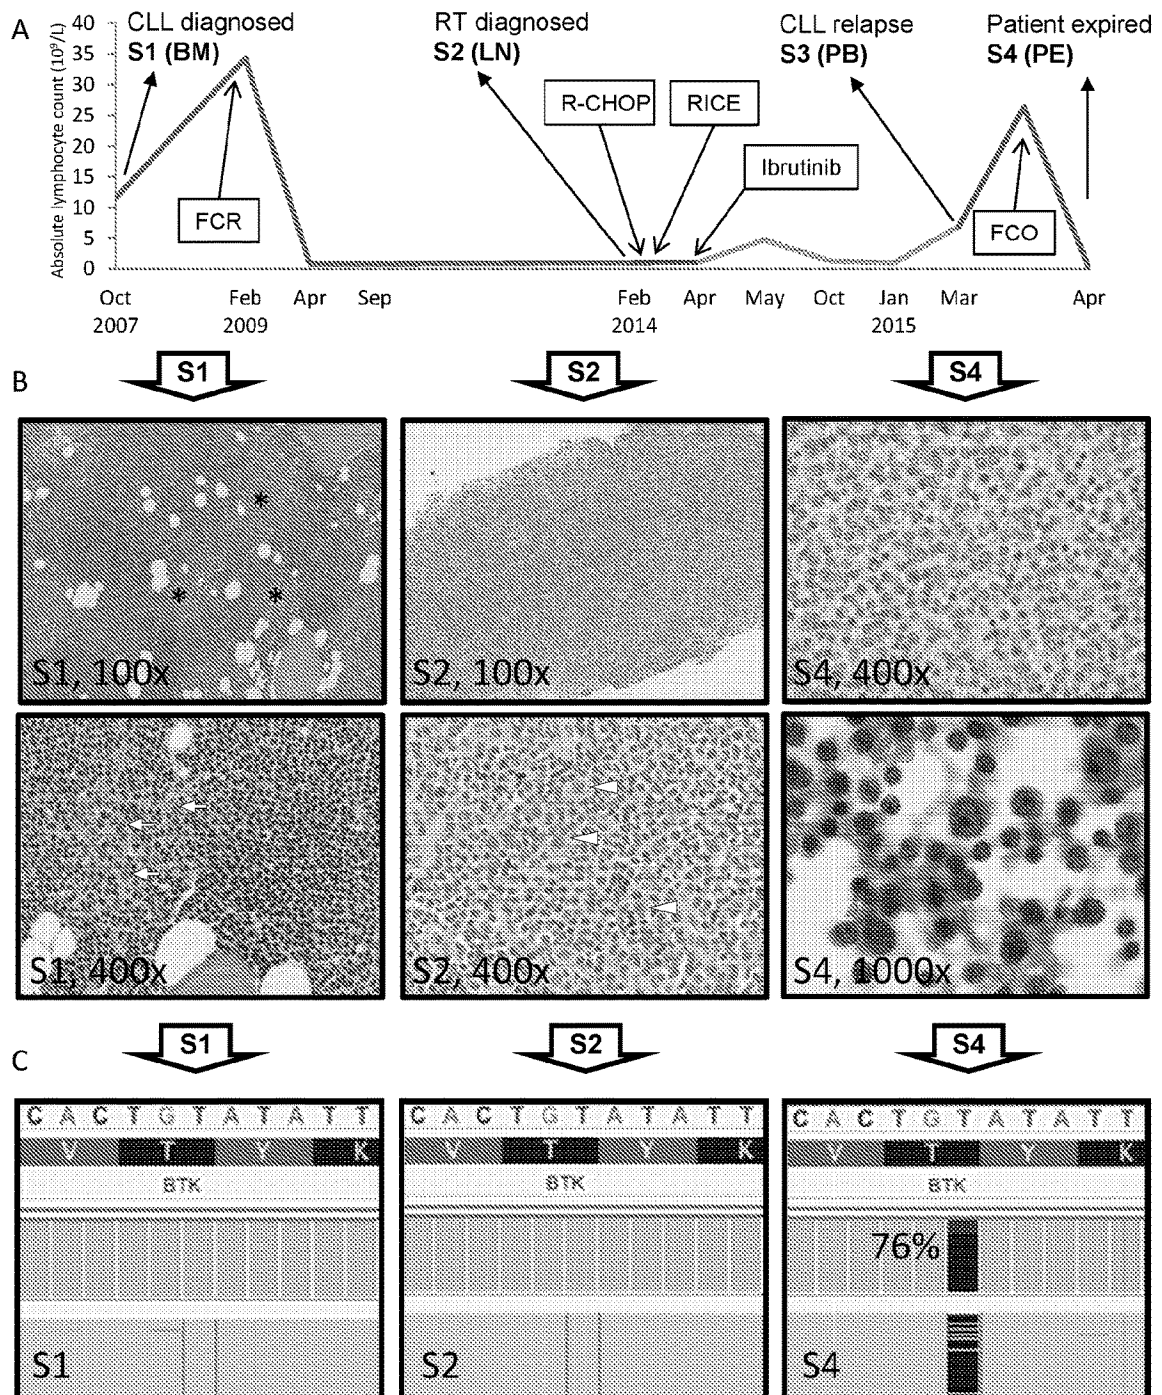 A
Absolute lymphocyte count (10⁹/L)
40
35
30
25
20
15
10
5
0
CLL diagnosed
S1 (BM)
RT diagnosed
S2 (LN)
CLL relapse
S3 (PB)
Patient expired
S4 (PE)
FCR
R-CHOP
RICE
Ibrutinib
FCO
Oct Feb Apr Sep Feb Apr May Oct Jan Mar Apr
2007 2009 2014 2015
B
S1 S2 S4
S1, 100x
S2, 100x
S4, 400x
S1, 400x
S2, 400x
S4, 1000x
C
S1 S2 S4
C A C T G T A T A T T
V T Y K
BTK
S1
C A C T G T A T A T T
V T Y K
BTK
S2
C A C T G T A T A T T
V T Y K
BTK
76%
S4